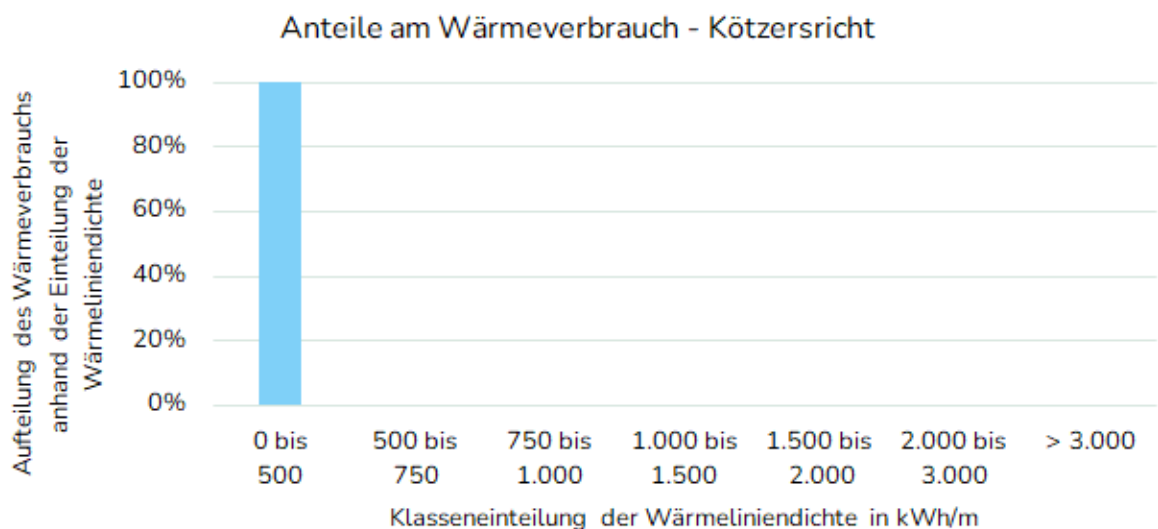 Anteile am Wärmeverbrauch - Kötzersricht
Aufteilung des Wärmeverbrauchs
anhand der Einteilung der
Wärmeliniendichte
100%
80%
60%
40%
20%
0%
0 bis
500
500 bis
750
750 bis
1.000
1.000 bis
1.500
1.500 bis
2.000
2.000 bis
3.000
> 3.000
Klasseneinteilung der Wärmeliniendichte in kWh/m